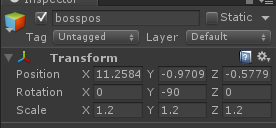 Inspector
bosspos Static
Tag Untagged Layer Default
Transform
Position X 11.2584 Y -0.9709 Z -0.5779
Rotation X 0 Y -90 Z 0
Scale X 1.2 Y 1.2 Z 1.2